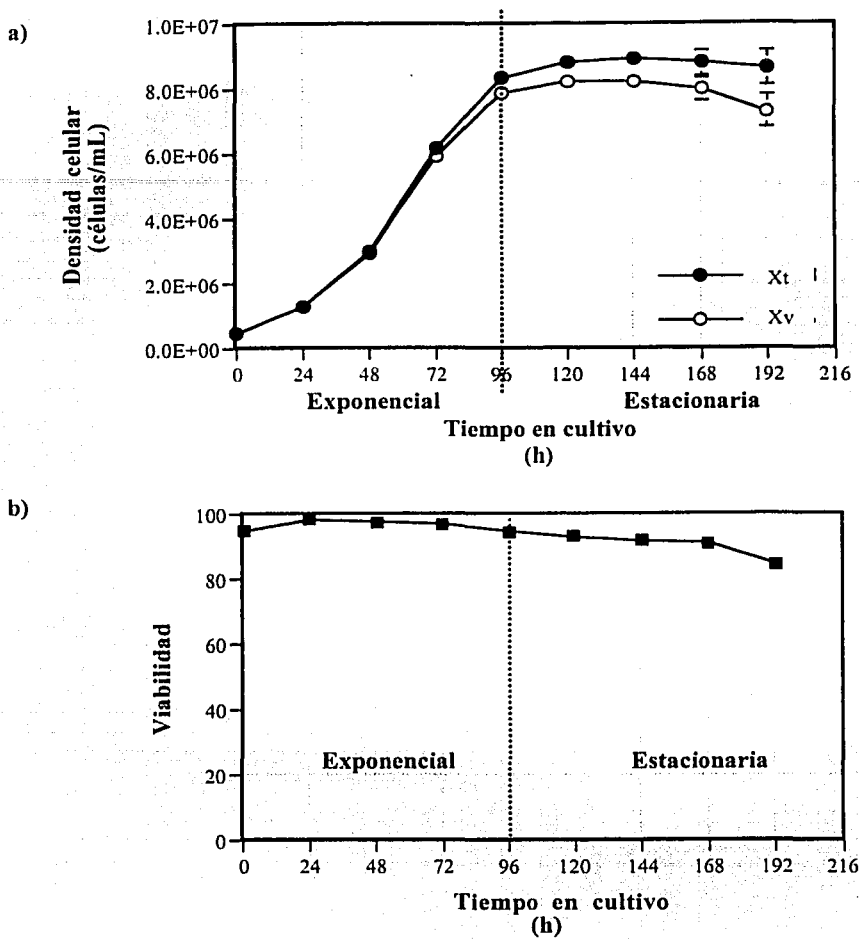 a)
1.0E+07
8.0E+06
6.0E+06
4.0E+06
2.0E+06
0.0E+00
Densidad celular
(células/mL)
Xt
Xv
0 24 48 72 96 120 144 168 192 216
Exponencial Estacionaria
Tiempo en cultivo
(h)
b)
100
80
60
40
20
0
Viabilidad
Exponencial Estacionaria
0 24 48 72 96 120 144 168 192 216
Tiempo en cultivo
(h)